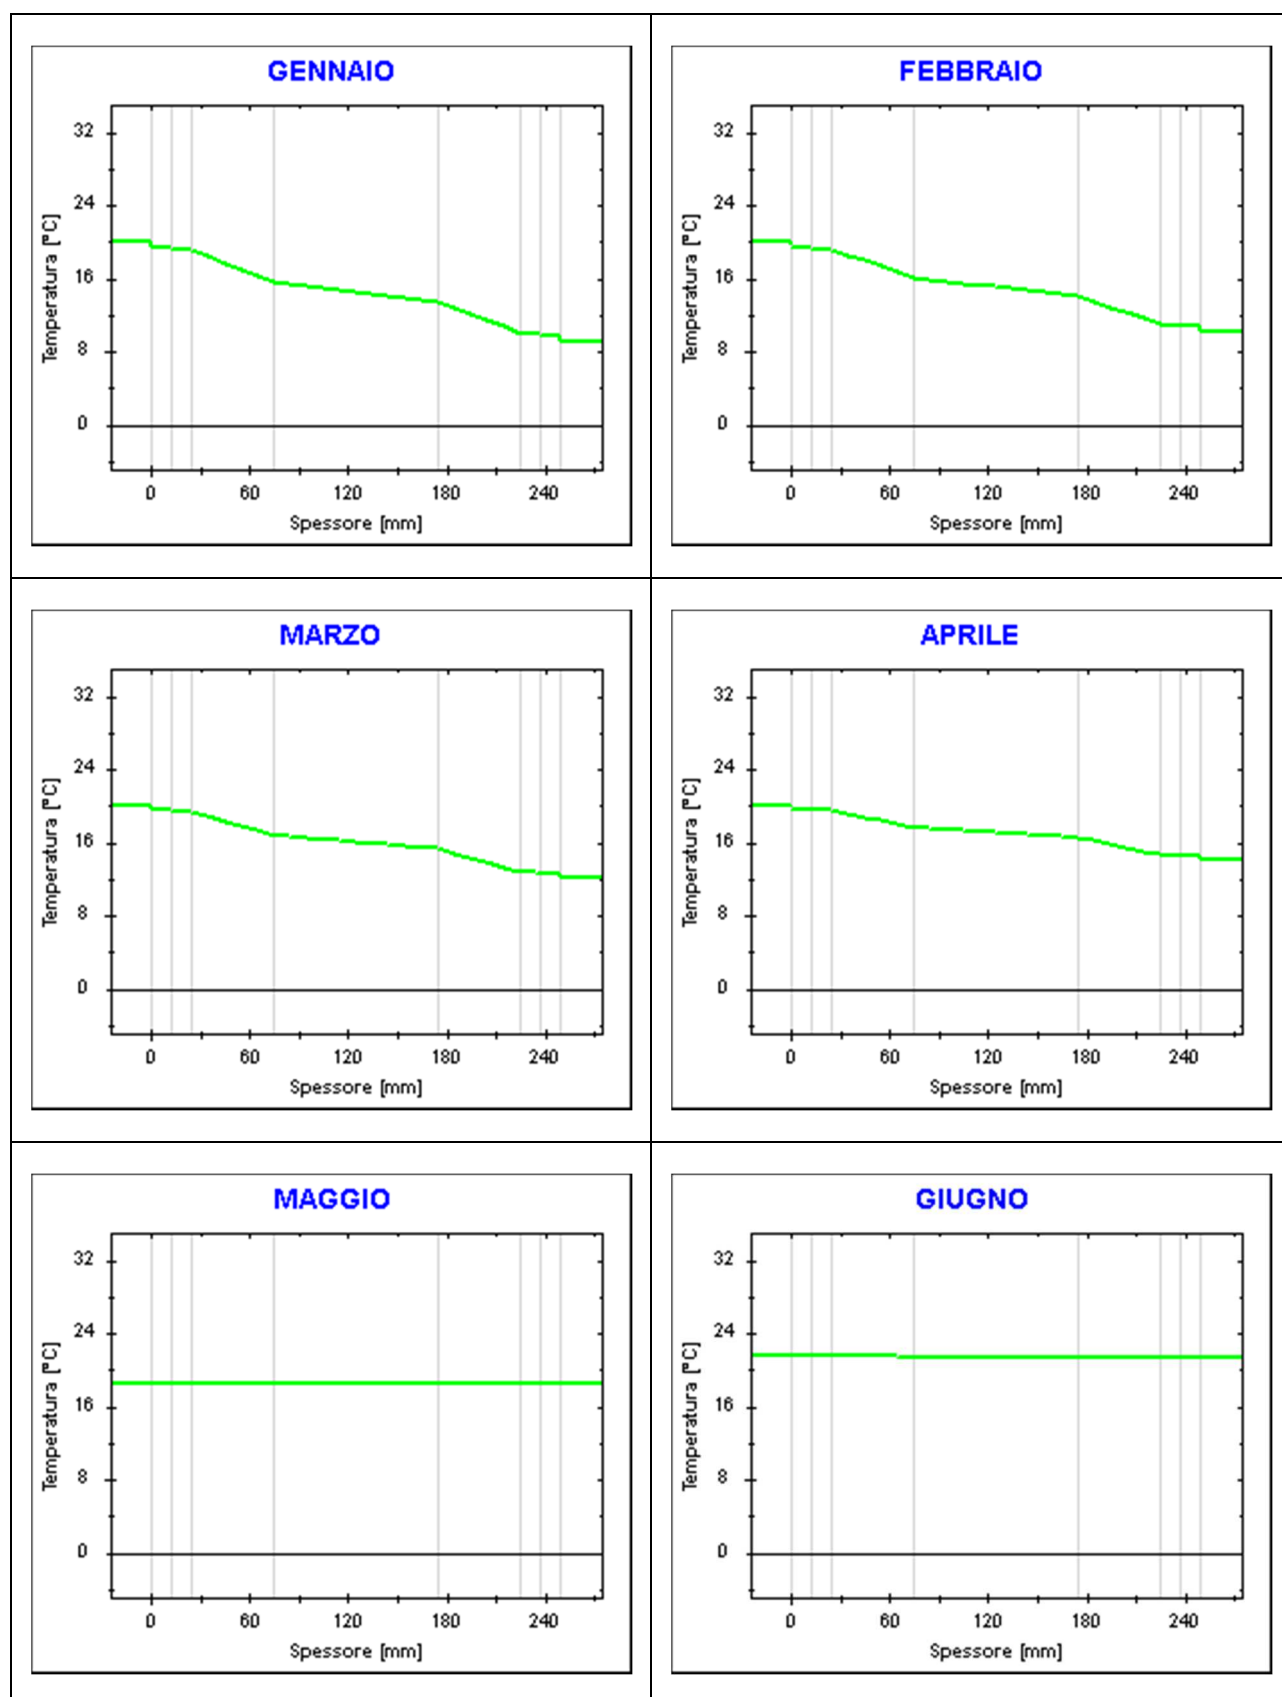 GENNAIO
32
24
16
8
0
Temperatura [°C]
0 60 120 180 240
Spessore [mm]
FEBBRAIO
32
24
16
8
0
Temperatura [°C]
0 60 120 180 240
Spessore [mm]
MARZO
32
24
16
8
0
Temperatura [°C]
0 60 120 180 240
Spessore [mm]
APRILE
32
24
16
8
0
Temperatura [°C]
0 60 120 180 240
Spessore [mm]
MAGGIO
32
24
16
8
0
Temperatura [°C]
0 60 120 180 240
Spessore [mm]
GIUGNO
32
24
16
8
0
Temperatura [°C]
0 60 120 180 240
Spessore [mm]